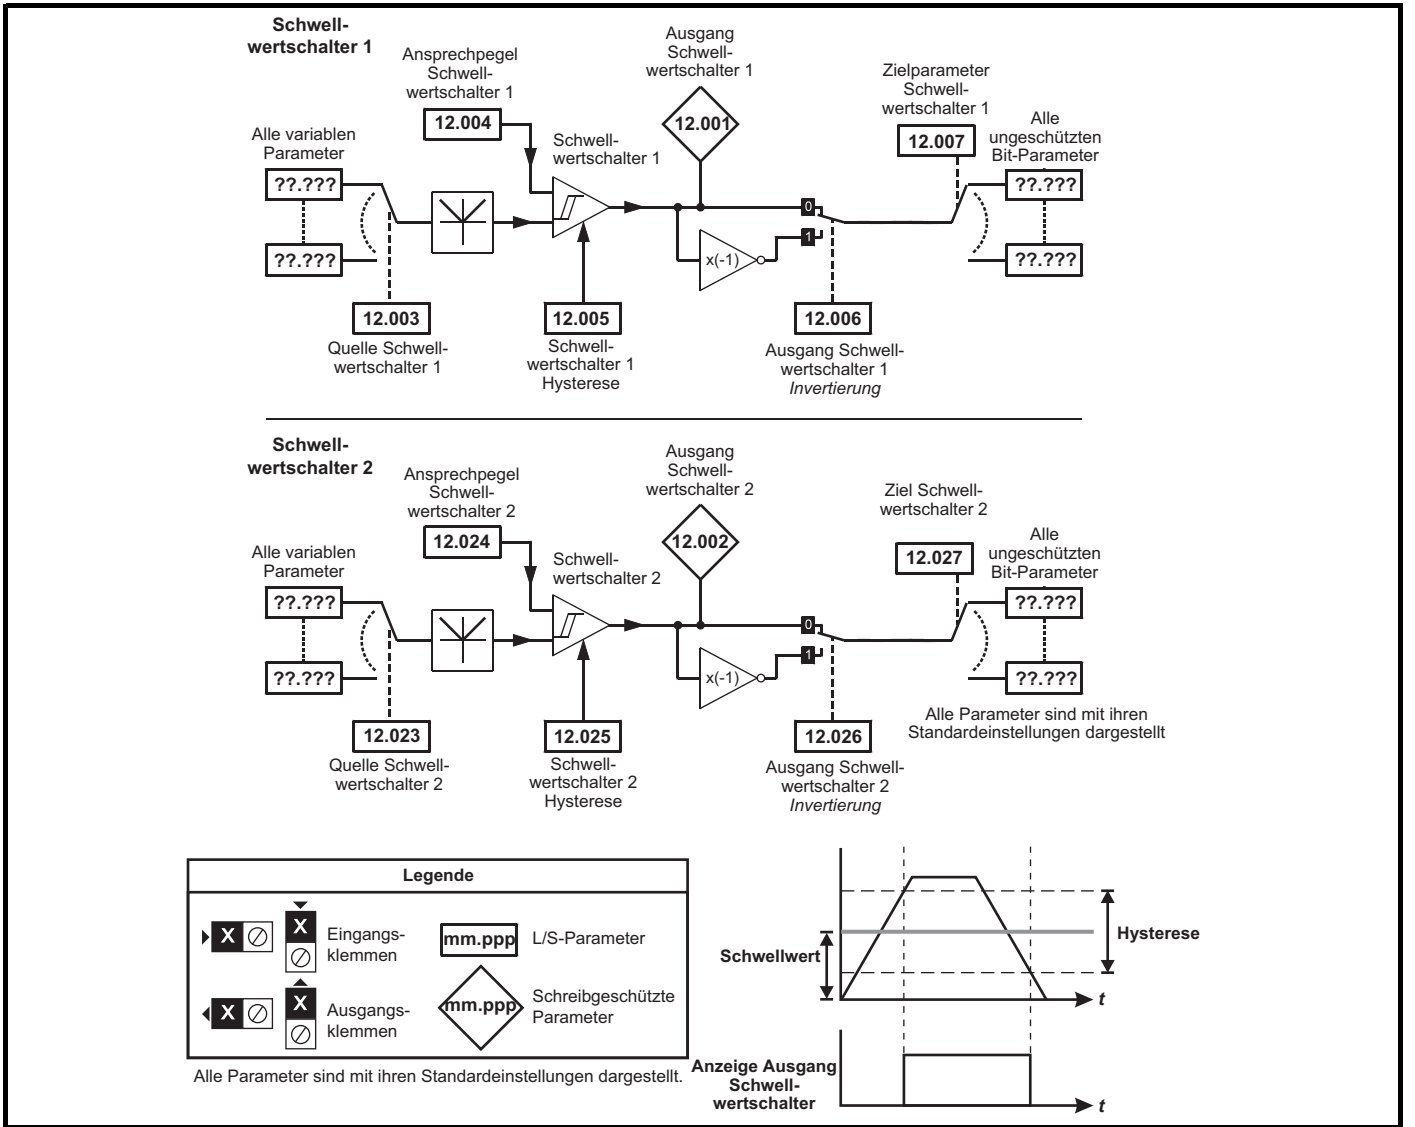 Schwell-
wertschalter 1
Ansprechpegel
Schwell-
wertschalter 1
12.004
Ausgang
Schwell-
wertschalter 1
12.001
Zielparameter
Schwell-
wertschalter 1
12.007
Alle variablen
Parameter
??.???
??.???
Schwell-
wertschalter 1
Alle
ungeschützten
Bit-Parameter
??.???
??.???
0
1
x(-1)
12.003
Quelle Schwell-
wertschalter 1
12.005
Schwell-
wertschalter 1
Hysterese
12.006
Ausgang Schwell-
wertschalter 1
Invertierung
Schwell-
wertschalter 2
Ansprechpegel
Schwell-
wertschalter 2
12.024
Ausgang
Schwell-
wertschalter 2
12.002
Ziel Schwell-
wertschalter 2
12.027
Alle variablen
Parameter
??.???
??.???
Schwell-
wertschalter 2
Alle
ungeschützten
Bit-Parameter
??.???
??.???
0
1
x(-1)
12.023
Quelle Schwell-
wertschalter 2
12.025
Schwell-
wertschalter 2
Hysterese
12.026
Ausgang Schwell-
wertschalter 2
Invertierung
Alle Parameter sind mit ihren
Standardeinstellungen dargestellt
Legende
X
X
Eingangs-
klemmen
mm.ppp
L/S-Parameter
X
X
Ausgangs-
klemmen
mm.ppp
Schreibgeschützte
Parameter
Alle Parameter sind mit ihren Standardeinstellungen dargestellt.
Schwellwert
Hysterese
t
Anzeige Ausgang
Schwell-
wertschalter
t